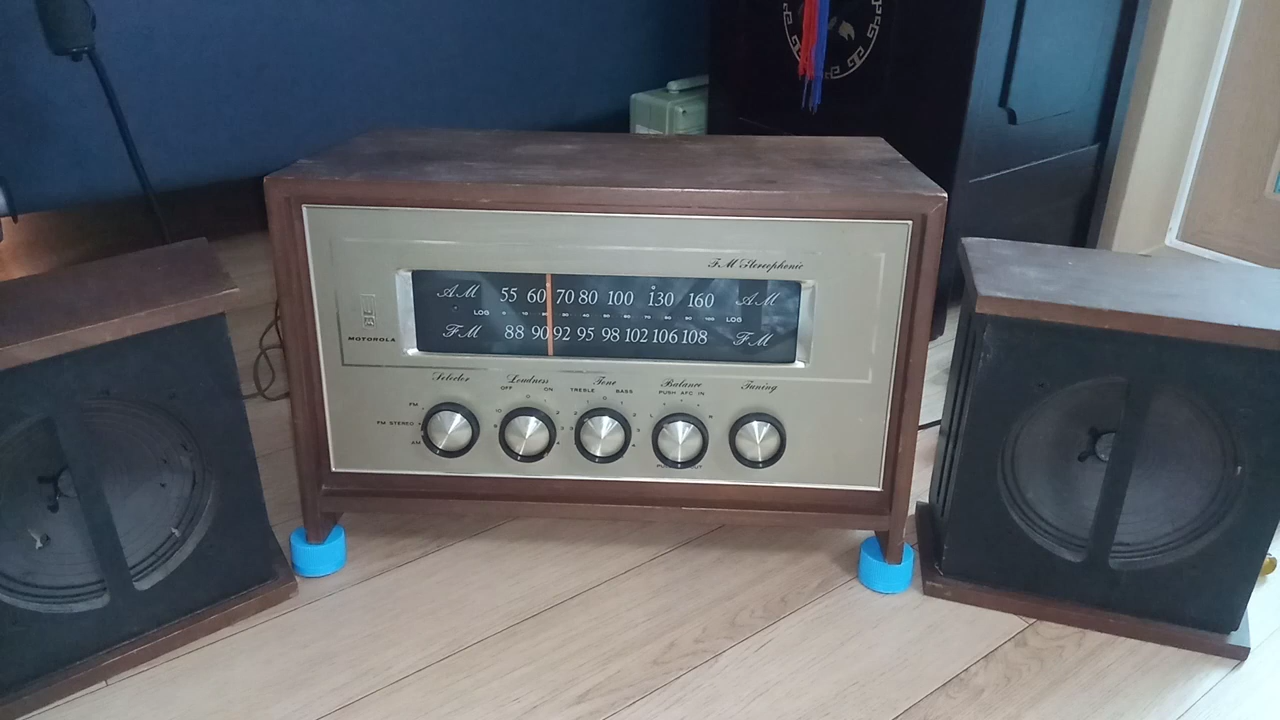 FM Stereophonic
AM 55 60 70 80 100 130 160 AM
LOG 0 100 LOG
FM 88 90 92 95 98 102 106 108 FM
MOTOROLA
Selector Loudness Tone Balance Tuning
OFF ON TREBLE BASS PUSH AFC IN
FM
FM STEREO
AM
L R